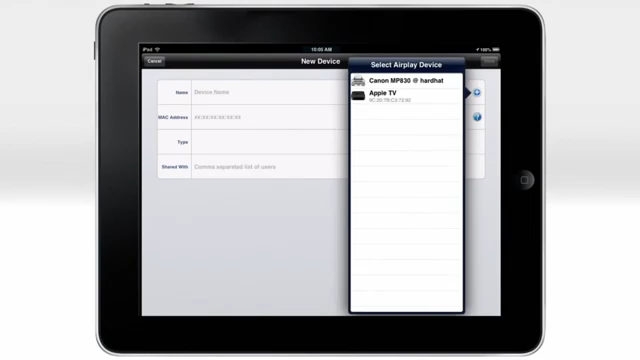 iPad
10:05 AM
100%
Cancel
New Device
Select Airplay Device
Name
Device Name
Canon MP830 @ hardhat
Apple TV
MAC Address
xx:xx:xx:xx:xx:xx
?
Type
Shared With
Comma separated list of users